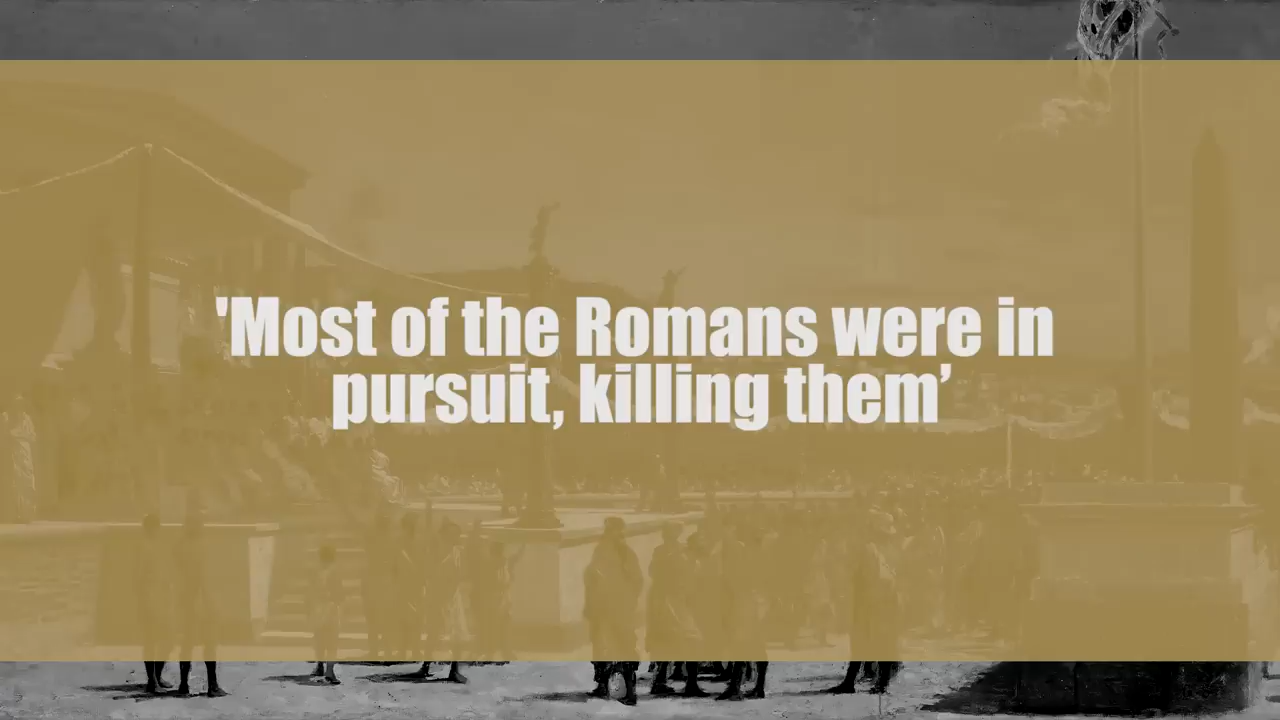 'Most of the Romans were in
pursuit, killing them’